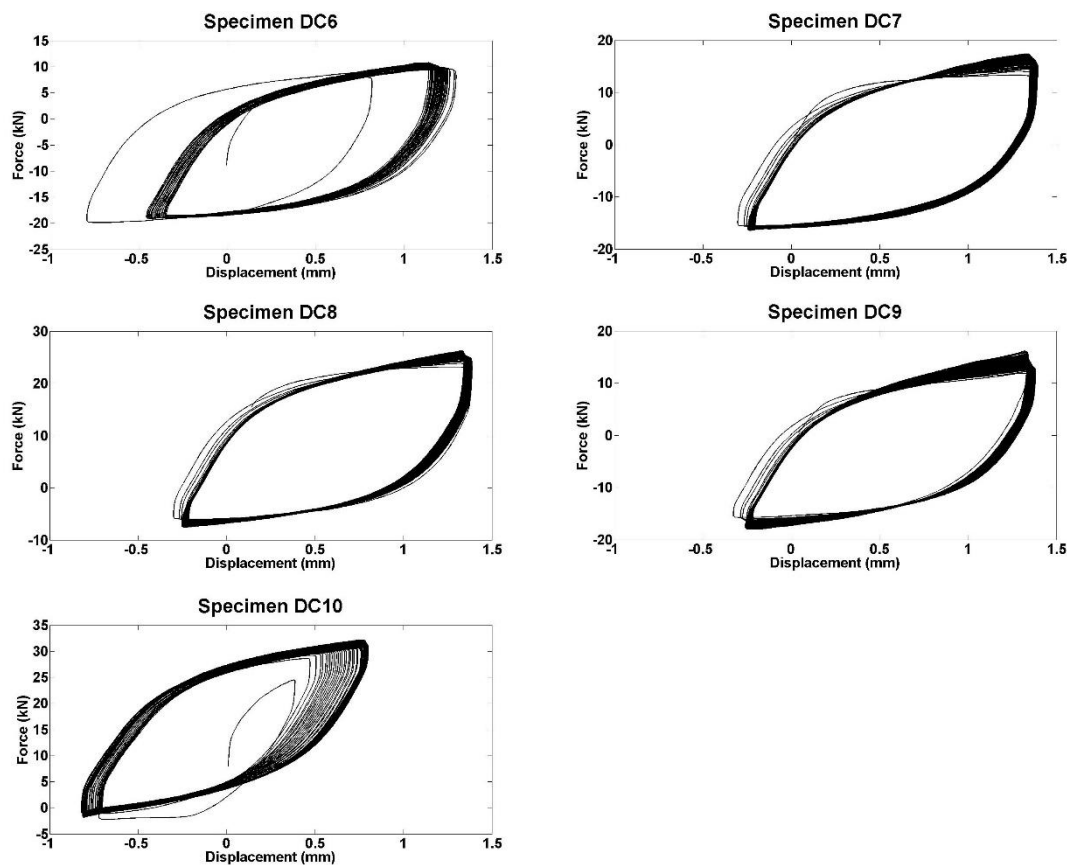 Specimen DC6
15
10
5
0
-5
-10
-15
-20
-25
Force (kN)
-1 -0.5 0 0.5 1 1.5
Displacement (mm)
Specimen DC7
20
10
0
-10
-20
Force (kN)
-1 -0.5 0 0.5 1 1.5
Displacement (mm)
Specimen DC8
30
20
10
0
-10
Force (kN)
-1 -0.5 0 0.5 1 1.5
Displacement (mm)
Specimen DC9
20
10
0
-10
-20
Force (kN)
-1 -0.5 0 0.5 1 1.5
Displacement (mm)
Specimen DC10
35
30
25
20
15
10
5
0
-5
Force (kN)
-1 -0.5 0 0.5 1 1.5
Displacement (mm)